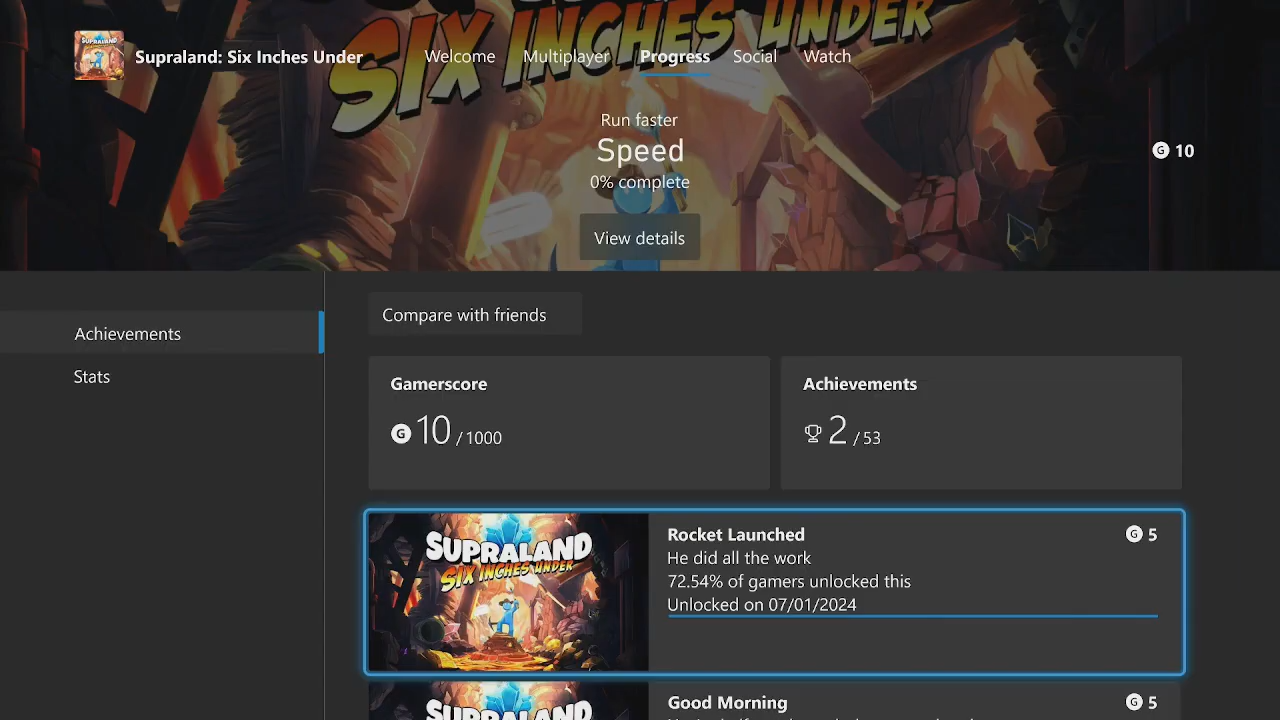 SIX INCHES UNDER
Supraland: Six Inches Under
Welcome
Multiplayer
Progress
Social
Watch
Run faster
Speed
0% complete
G 10
View details
Achievements
Stats
Compare with friends
Gamerscore
G 10 / 1000
Achievements
2 / 53
SUPRALAND
SIX INCHES UNDER
Rocket Launched
G 5
He did all the work
72.54% of gamers unlocked this
Unlocked on 07/01/2024
SUPRALAND
Good Morning
G 5